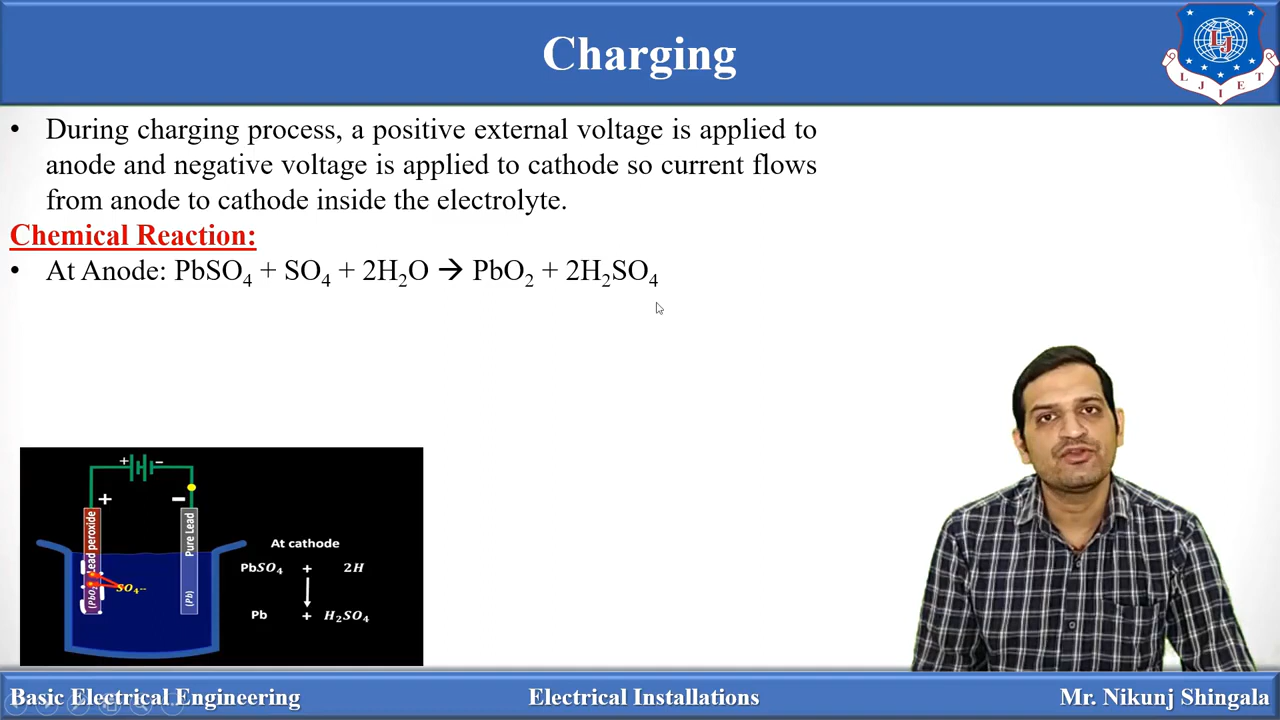 Charging
LJ
L J I E T
• During charging process, a positive external voltage is applied to
anode and negative voltage is applied to cathode so current flows
from anode to cathode inside the electrolyte.
Chemical Reaction:
• At Anode: PbSO₄ + SO₄ + 2H₂O → PbO₂ + 2H₂SO₄
+ −
+ −
Lead peroxide
(PbO₂)
Pure Lead
(Pb)
SO₄--
At cathode
PbSO₄ + 2H
↓
Pb + H₂SO₄
Basic Electrical Engineering
Electrical Installations
Mr. Nikunj Shingala